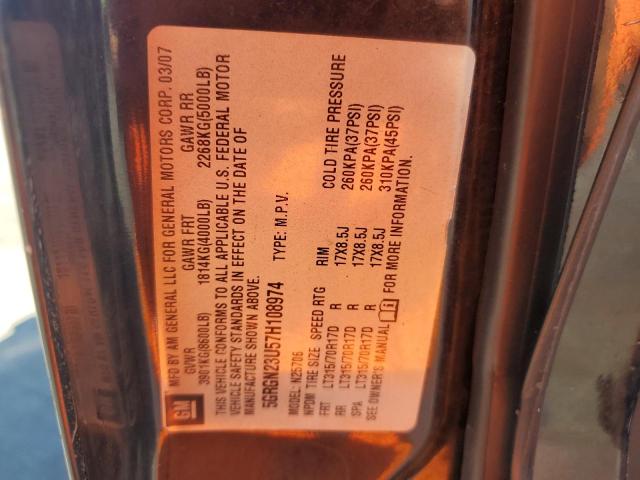 GM
MFD BY AM GENERAL LLC FOR GENERAL MOTORS CORP. 03/07
GAWR FRT GAWR RR
3901KG(8600LB) 1814KG(4000LB) 2268KG(5000LB)
THIS VEHICLE CONFORMS TO ALL APPLICABLE U.S. FEDERAL MOTOR
VEHICLE SAFETY STANDARDS IN EFFECT ON THE DATE OF
MANUFACTURE SHOWN ABOVE.
5GRGN23U57H108974 TYPE: M.P.V.
MODEL: N25706
NPDM TIRE SIZE SPEED RTG RIM COLD TIRE PRESSURE
FRT LT315/70R17D R 17X8.5J 260KPA(37PSI)
RR LT315/70R17D R 17X8.5J 260KPA(37PSI)
SPA LT315/70R17D R 17X8.5J 310KPA(45PSI)
SEE OWNER'S MANUAL FOR MORE INFORMATION.